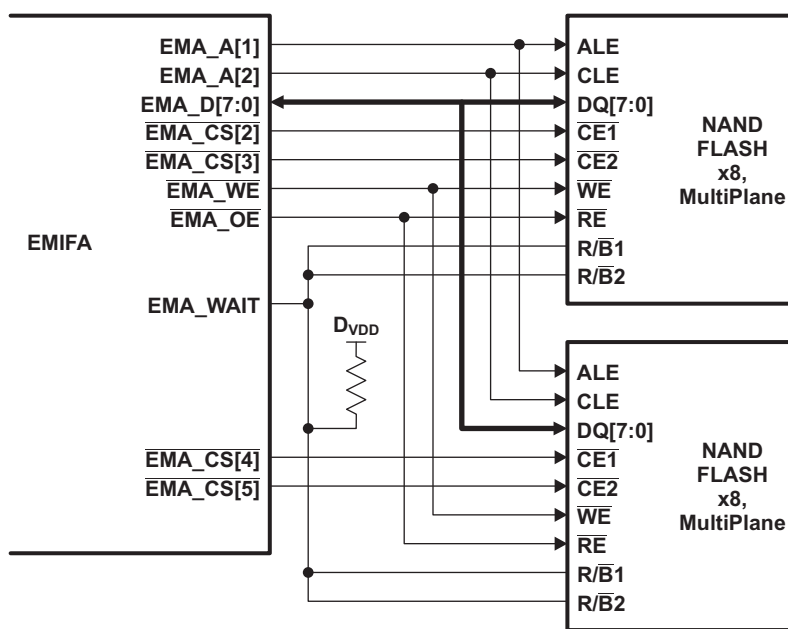 EMA_A[1]
EMA_A[2]
EMA_D[7:0]
EMA_CS[2]
EMA_CS[3]
EMA_WE
EMA_OE
EMIFA
EMA_WAIT
DVDD
EMA_CS[4]
EMA_CS[5]
ALE
CLE
DQ[7:0]
CE1
CE2
WE
RE
R/B1
R/B2
NAND
FLASH
x8,
MultiPlane
ALE
CLE
DQ[7:0]
CE1
CE2
WE
RE
R/B1
R/B2
NAND
FLASH
x8,
MultiPlane